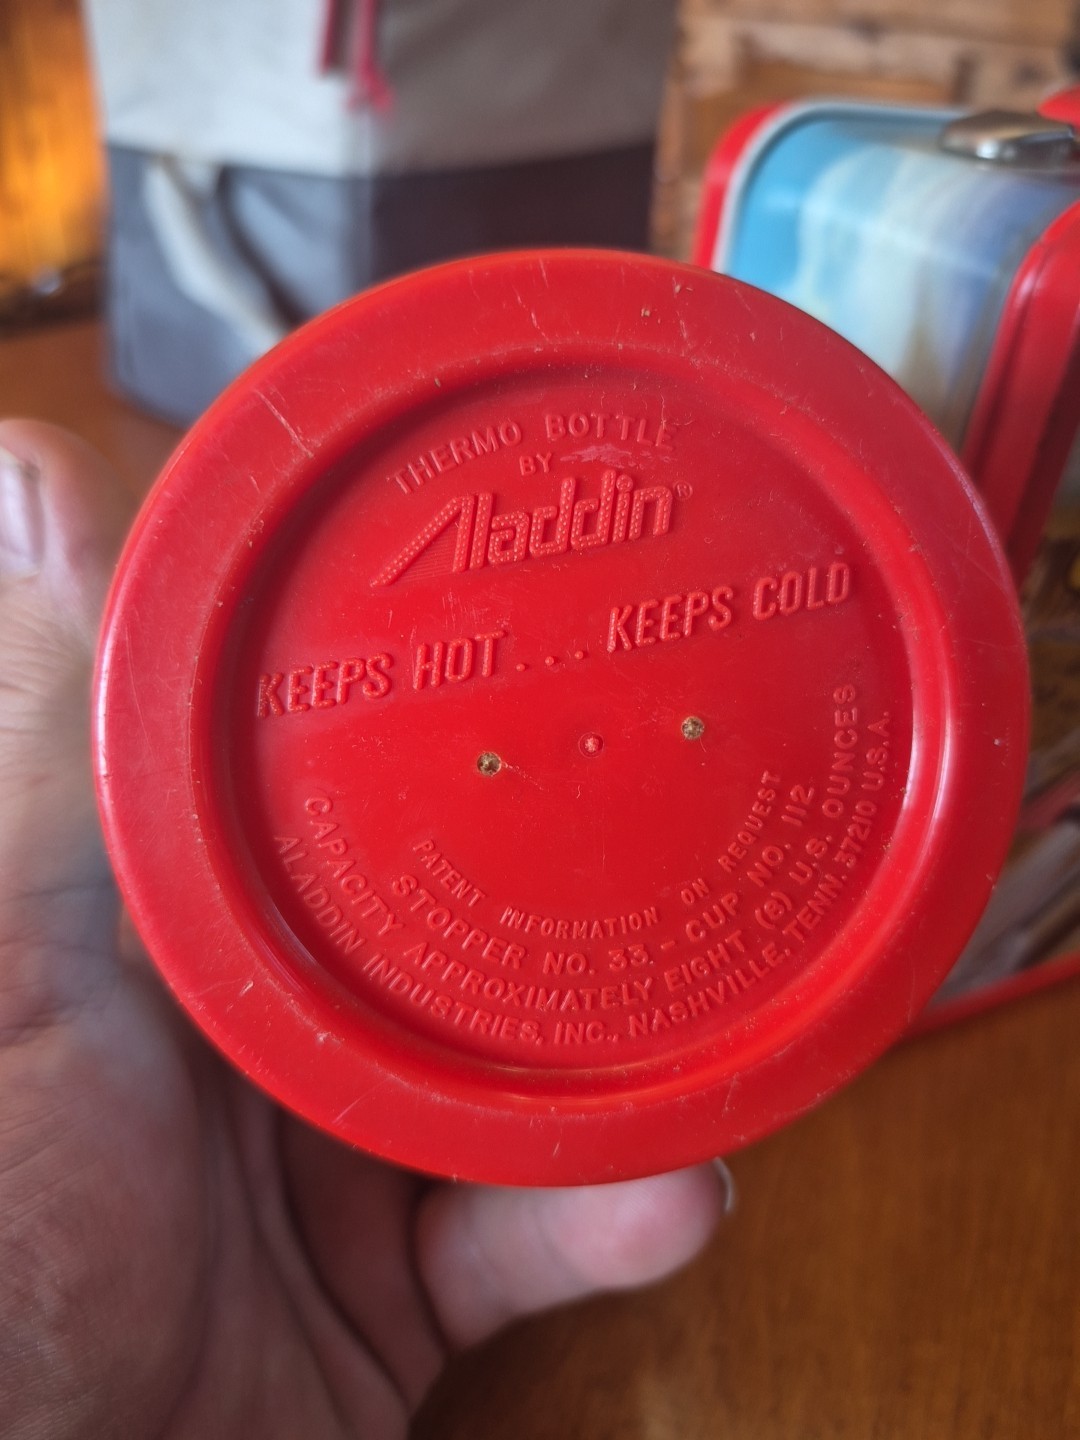 THERMO BOTTLE
BY
Aladdin®
KEEPS HOT... KEEPS COLD
PATENT INFORMATION ON REQUEST
STOPPER NO. 33 - CUP NO. 112
CAPACITY APPROXIMATELY EIGHT (8) U.S. OUNCES
ALADDIN INDUSTRIES, INC., NASHVILLE, TENN. 37210 U.S.A.